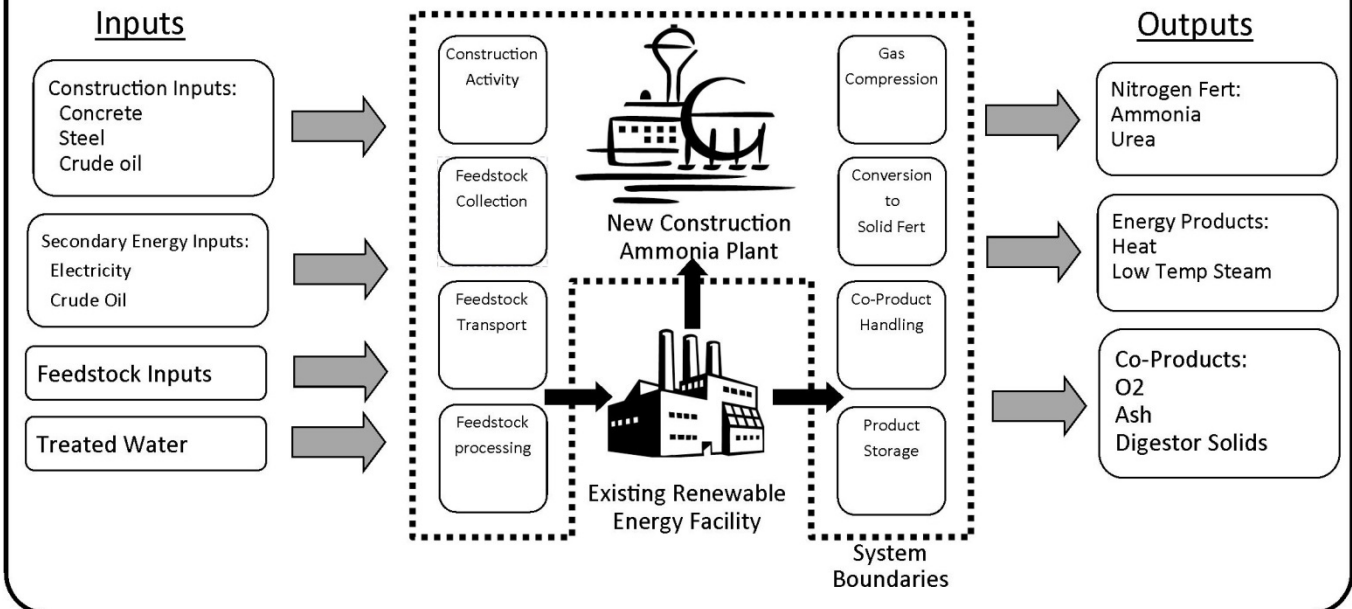 Inputs
Construction Inputs:
Concrete
Steel
Crude oil
Secondary Energy Inputs:
Electricity
Crude Oil
Feedstock Inputs
Treated Water
Construction
Activity
Feedstock
Collection
Feedstock
Transport
Feedstock
processing
New Construction
Ammonia Plant
Existing Renewable
Energy Facility
Gas
Compression
Conversion
to
Solid Fert
Co-Product
Handling
Product
Storage
System
Boundaries
Outputs
Nitrogen Fert:
Ammonia
Urea
Energy Products:
Heat
Low Temp Steam
Co-Products:
O2
Ash
Digestor Solids